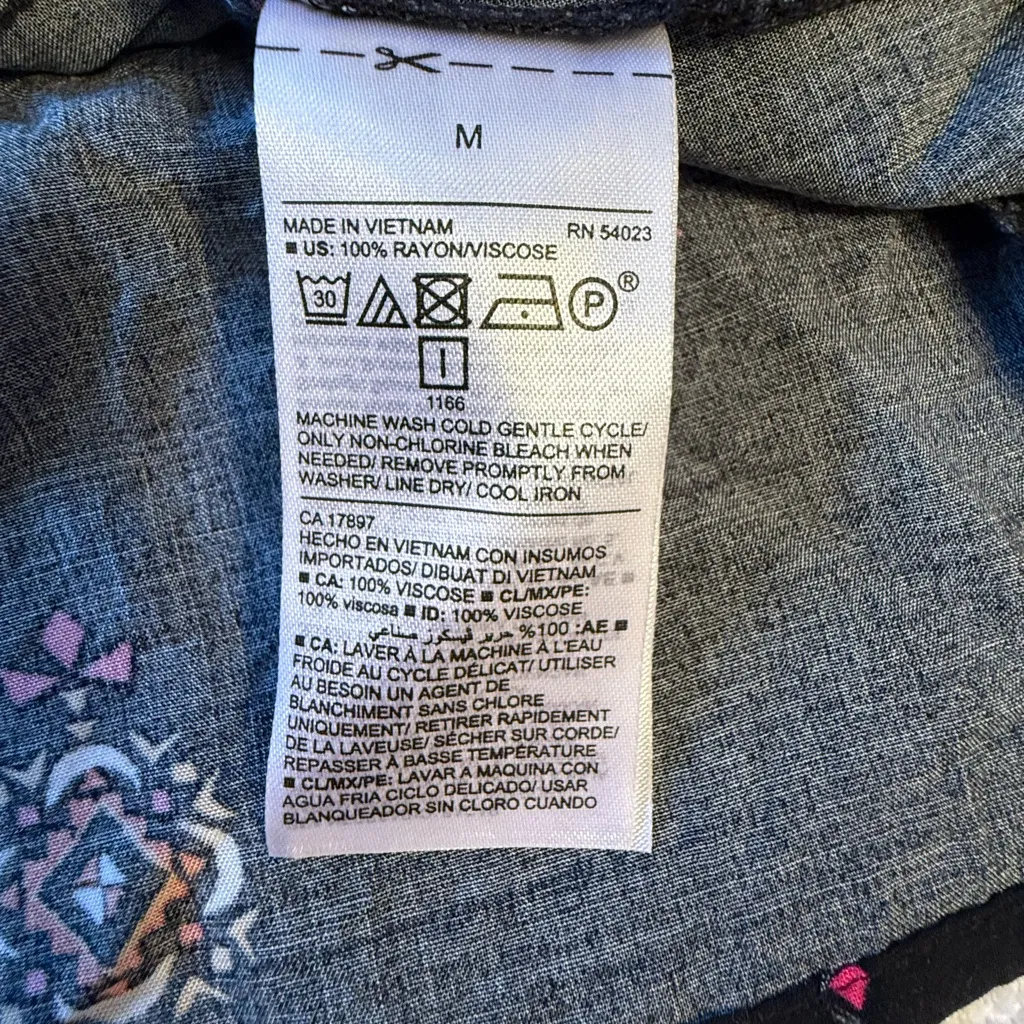 M
MADE IN VIETNAM RN 54023
■ US: 100% RAYON/VISCOSE
30 P ®
1166
MACHINE WASH COLD GENTLE CYCLE/
ONLY NON-CHLORINE BLEACH WHEN
NEEDED/ REMOVE PROMPTLY FROM
WASHER/ LINE DRY/ COOL IRON
CA 17897
HECHO EN VIETNAM CON INSUMOS
IMPORTADOS/ DIBUAT DI VIETNAM
■ CA: 100% VISCOSE ■ CL/MX/PE:
100% viscosa ■ ID: 100% VISCOSE
■ AE: 100% حرير فيسكوز صناعي
■ CA: LAVER À LA MACHINE À L'EAU
FROIDE AU CYCLE DÉLICAT/ UTILISER
AU BESOIN UN AGENT DE
BLANCHIMENT SANS CHLORE
UNIQUEMENT/ RETIRER RAPIDEMENT
DE LA LAVEUSE/ SÉCHER SUR CORDE/
REPASSER À BASSE TEMPÉRATURE
■ CL/MX/PE: LAVAR A MAQUINA CON
AGUA FRIA CICLO DELICADO/ USAR
BLANQUEADOR SIN CLORO CUANDO